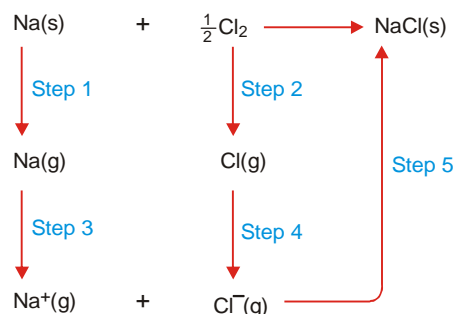 Na(s) + ½Cl₂ NaCl(s)
Step 1 Step 2
Na(g) Cl(g) Step 5
Step 3 Step 4
Na⁺(g) + Cl⁻(g)